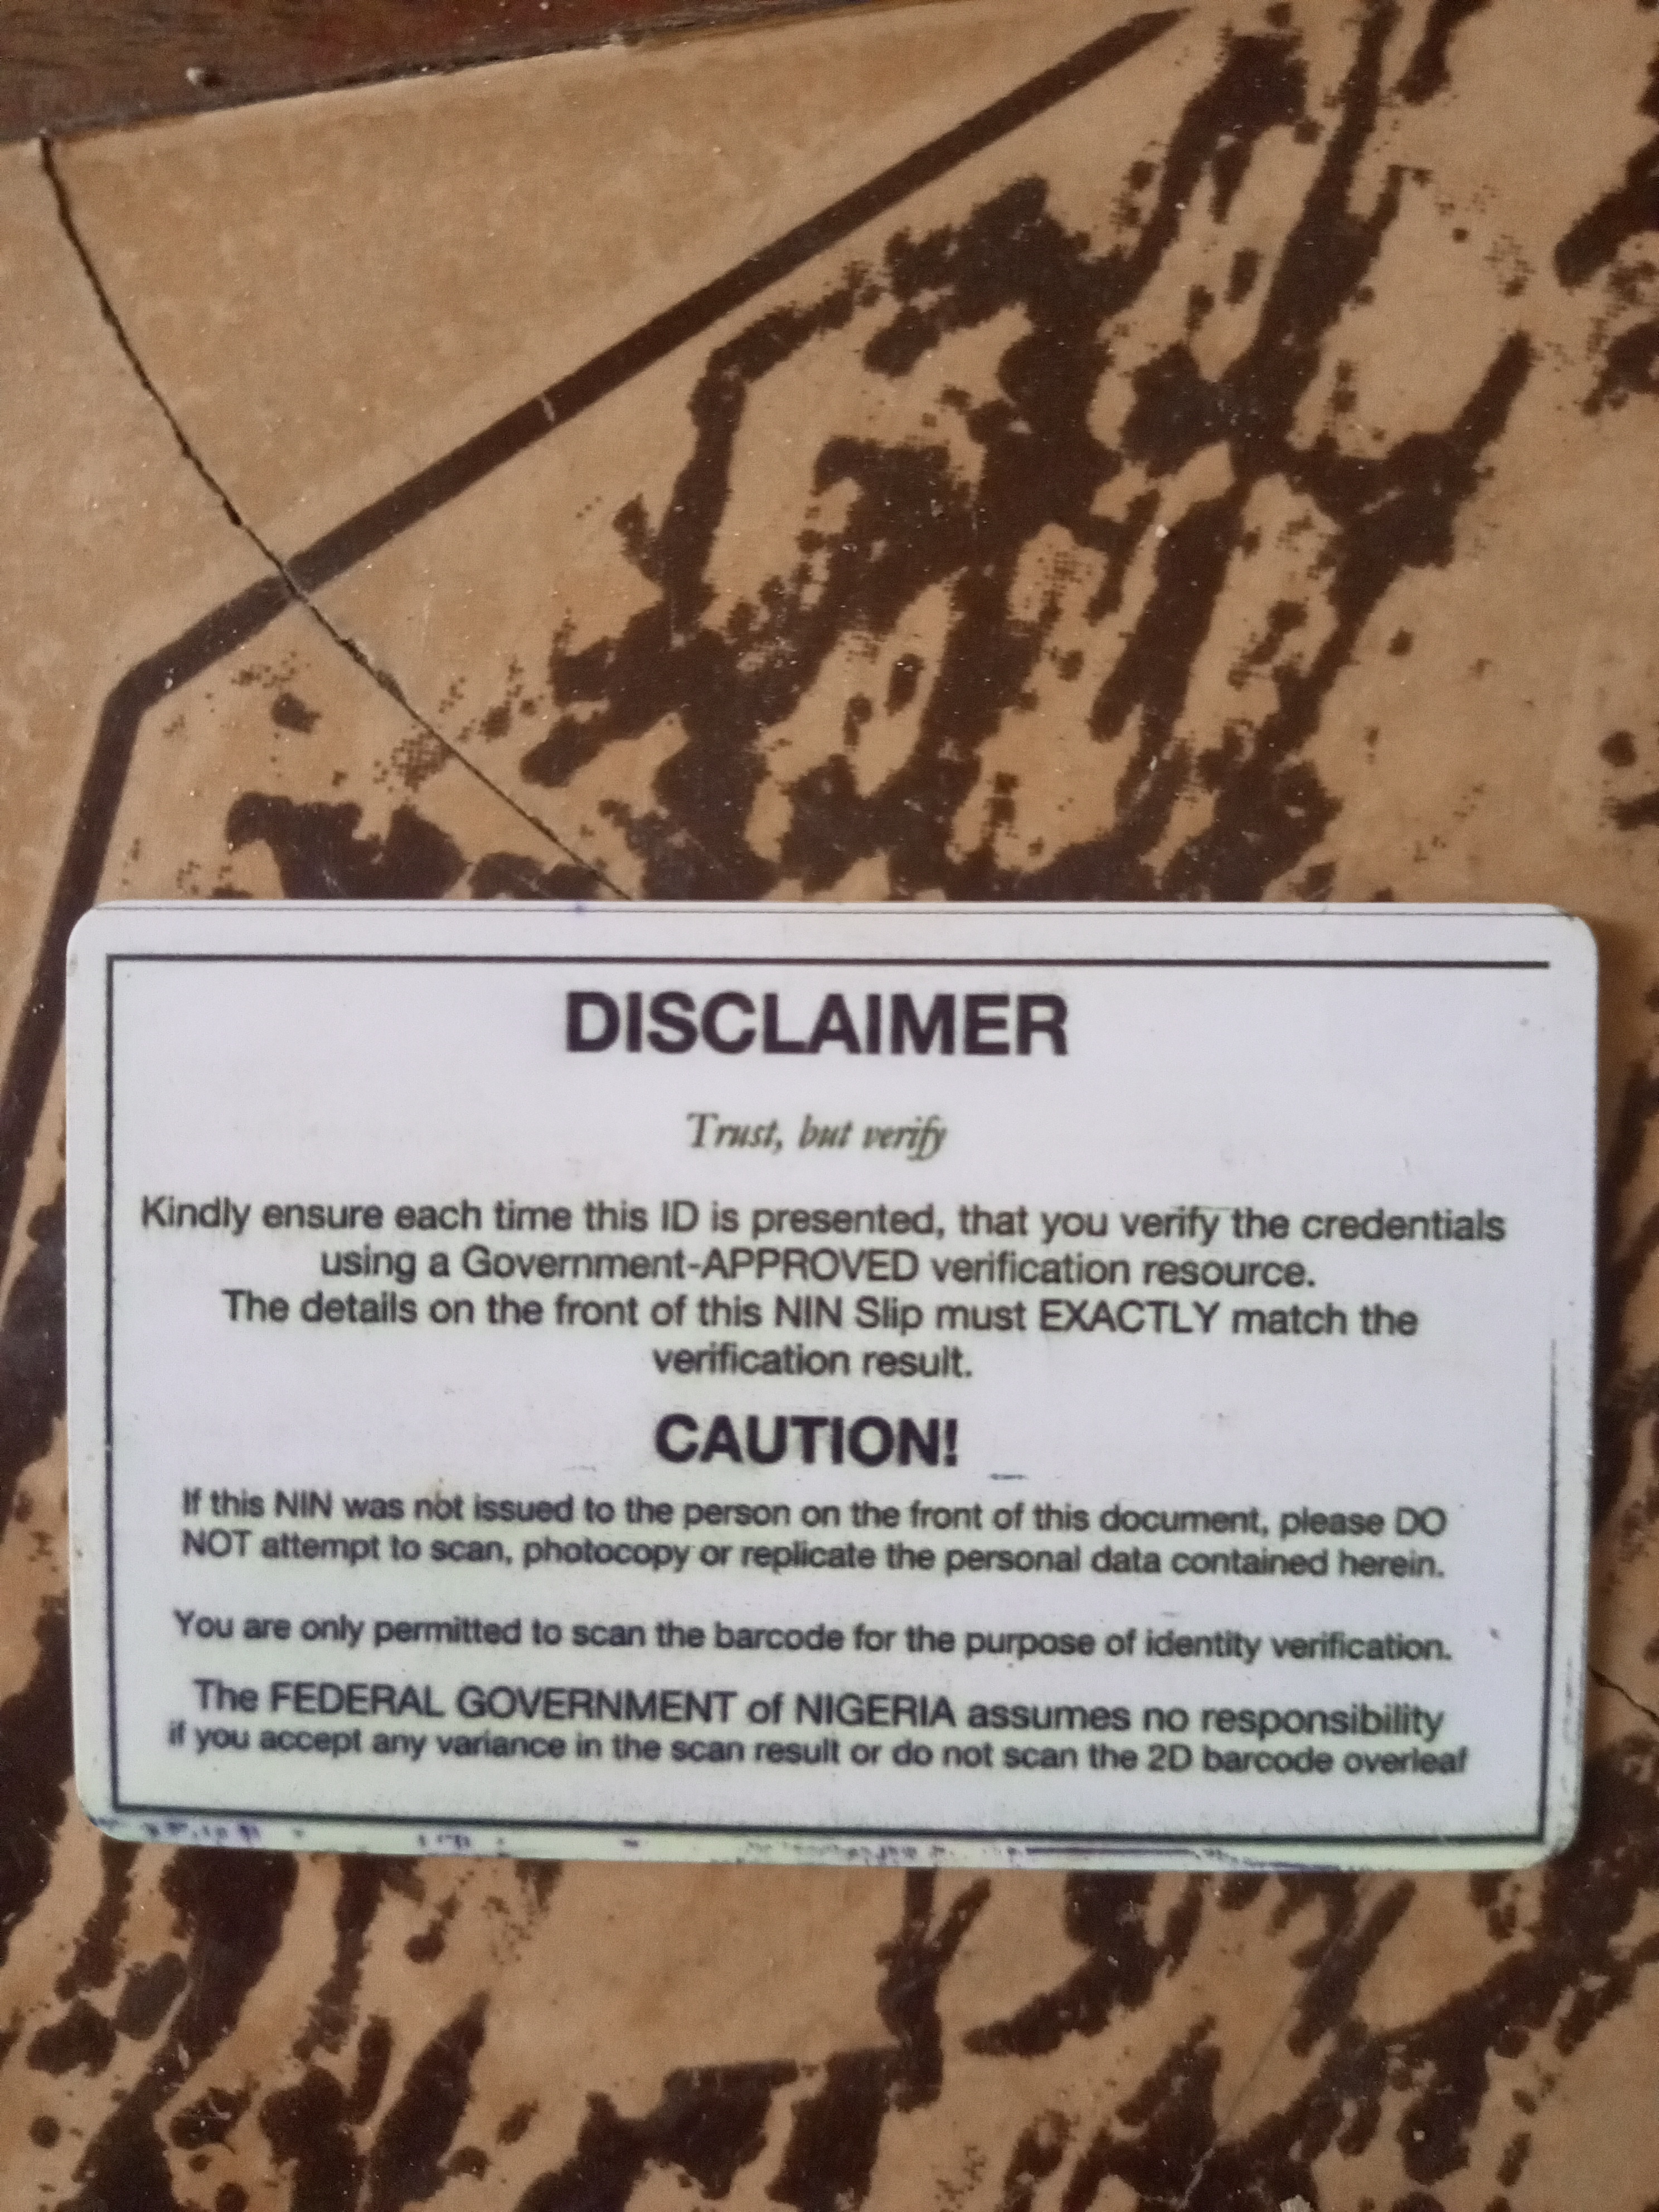 DISCLAIMER
Trust, but verify
Kindly ensure each time this ID is presented, that you verify the credentials
using a Government-APPROVED verification resource.
The details on the front of this NIN Slip must EXACTLY match the
verification result.
CAUTION!
If this NIN was not issued to the person on the front of this document, please DO
NOT attempt to scan, photocopy or replicate the personal data contained herein.
You are only permitted to scan the barcode for the purpose of identity verification.
The FEDERAL GOVERNMENT of NIGERIA assumes no responsibility
if you accept any variance in the scan result or do not scan the 2D barcode overleaf